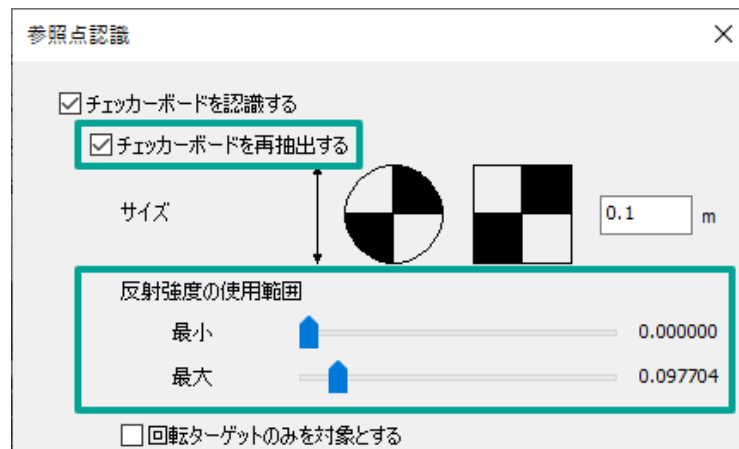 参照点認識
チェッカーボードを認識する
チェッカーボードを再抽出する
サイズ 0.1 m
反射強度の使用範囲
最小 0.000000
最大 0.097704
回転ターゲットのみを対象とする